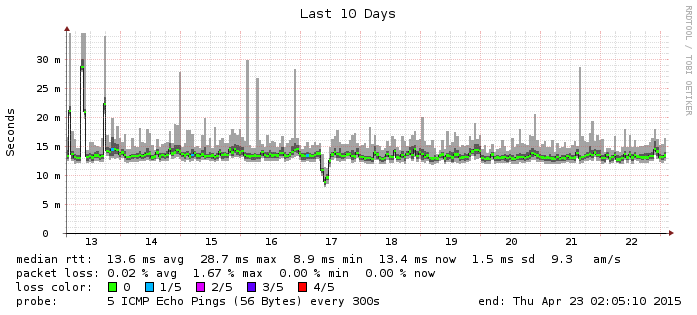 Last 10 Days
RRDTOOL / TOBI OETIKER
Seconds
30 m
25 m
20 m
15 m
10 m
5 m
0
13 14 15 16 17 18 19 20 21 22
median rtt: 13.6 ms avg 28.7 ms max 8.9 ms min 13.4 ms now 1.5 ms sd 9.3 am/s
packet loss: 0.02 % avg 1.67 % max 0.00 % min 0.00 % now
loss color: 0 1/5 2/5 3/5 4/5
probe: 5 ICMP Echo Pings (56 Bytes) every 300s end: Thu Apr 23 02:05:10 2015